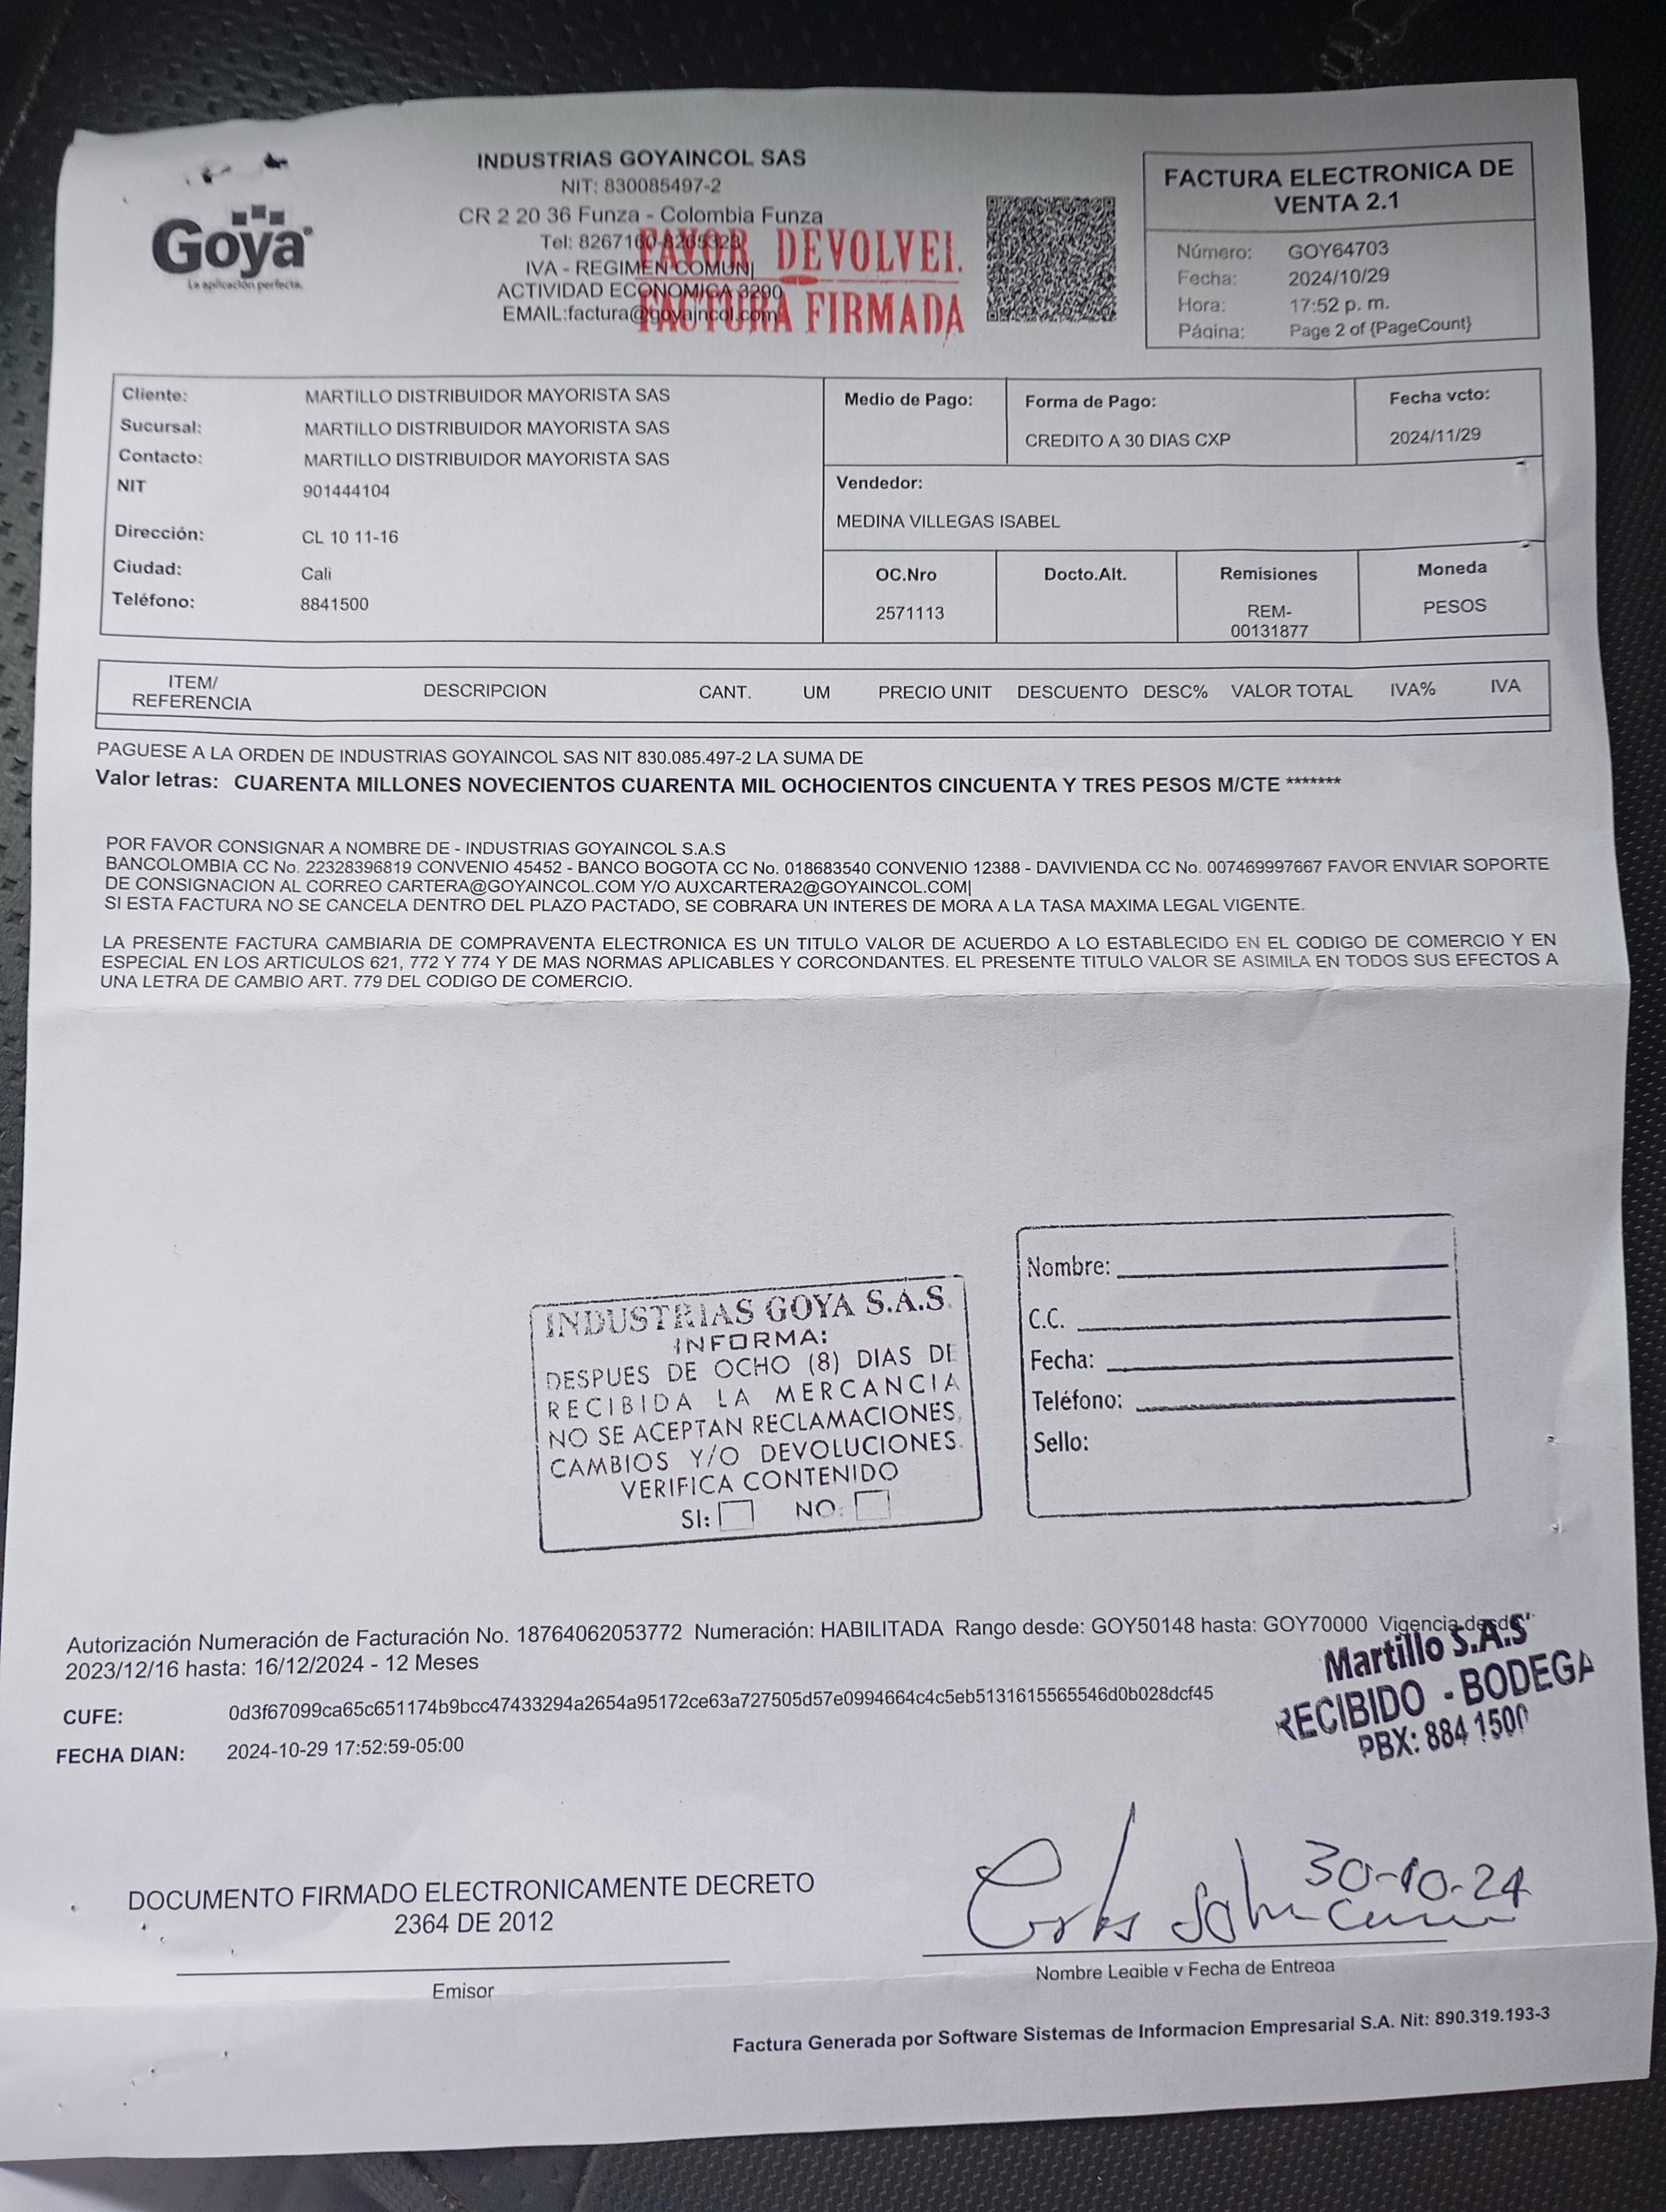 Goya
La aplicación perfecta.
INDUSTRIAS GOYAINCOL SAS
NIT: 830085497-2
CR 2 20 36 Funza - Colombia Funza
Tel: 8267160-8265323
IVA - REGIMEN COMUN|
ACTIVIDAD ECONOMICA 3290
EMAIL:factura@goyaincol.com
FAVOR DEVOLVER
FACTURA FIRMADA
FACTURA ELECTRONICA DE
VENTA 2.1
Número: GOY64703
Fecha: 2024/10/29
Hora: 17:52 p. m.
Página: Page 2 of {PageCount}
Cliente: MARTILLO DISTRIBUIDOR MAYORISTA SAS
Sucursal: MARTILLO DISTRIBUIDOR MAYORISTA SAS
Contacto: MARTILLO DISTRIBUIDOR MAYORISTA SAS
NIT 901444104
Dirección: CL 10 11-16
Ciudad: Cali
Teléfono: 8841500
Medio de Pago: Forma de Pago: Fecha vcto:
CREDITO A 30 DIAS CXP 2024/11/29
Vendedor:
MEDINA VILLEGAS ISABEL
OC.Nro Docto.Alt. Remisiones Moneda
2571113 REM- PESOS
00131877
ITEM/ DESCRIPCION CANT. UM PRECIO UNIT DESCUENTO DESC% VALOR TOTAL IVA% IVA
REFERENCIA
PAGUESE A LA ORDEN DE INDUSTRIAS GOYAINCOL SAS NIT 830.085.497-2 LA SUMA DE
Valor letras: CUARENTA MILLONES NOVECIENTOS CUARENTA MIL OCHOCIENTOS CINCUENTA Y TRES PESOS M/CTE *******
POR FAVOR CONSIGNAR A NOMBRE DE - INDUSTRIAS GOYAINCOL S.A.S
BANCOLOMBIA CC No. 22328396819 CONVENIO 45452 - BANCO BOGOTA CC No. 018683540 CONVENIO 12388 - DAVIVIENDA CC No. 007469997667 FAVOR ENVIAR SOPORTE
DE CONSIGNACION AL CORREO CARTERA@GOYAINCOL.COM Y/O AUXCARTERA2@GOYAINCOL.COM|
SI ESTA FACTURA NO SE CANCELA DENTRO DEL PLAZO PACTADO, SE COBRARA UN INTERES DE MORA A LA TASA MAXIMA LEGAL VIGENTE.
LA PRESENTE FACTURA CAMBIARIA DE COMPRAVENTA ELECTRONICA ES UN TITULO VALOR DE ACUERDO A LO ESTABLECIDO EN EL CODIGO DE COMERCIO Y EN
ESPECIAL EN LOS ARTICULOS 621, 772 Y 774 Y DE MAS NORMAS APLICABLES Y CORCONDANTES. EL PRESENTE TITULO VALOR SE ASIMILA EN TODOS SUS EFECTOS A
UNA LETRA DE CAMBIO ART. 779 DEL CODIGO DE COMERCIO.
INDUSTRIAS GOYA S.A.S.
INFORMA:
DESPUES DE OCHO (8) DIAS DE
RECIBIDA LA MERCANCIA
NO SE ACEPTAN RECLAMACIONES,
CAMBIOS Y/O DEVOLUCIONES.
VERIFICA CONTENIDO
SI: NO:
Nombre:
C.C.
Fecha:
Teléfono:
Sello:
Autorización Numeración de Facturación No. 18764062053772 Numeración: HABILITADA Rango desde: GOY50148 hasta: GOY70000 Vigencia desde
2023/12/16 hasta: 16/12/2024 - 12 Meses
CUFE: 0d3f67099ca65c651174b9bcc47433294a2654a95172ce63a727505d57e0994664c4c5eb5131615565546d0b028dcf45
FECHA DIAN: 2024-10-29 17:52:59-05:00
Martillo S.A.S
RECIBIDO - BODEGA
PBX: 884 1500
30-10-24
DOCUMENTO FIRMADO ELECTRONICAMENTE DECRETO
2364 DE 2012
Emisor
Nombre Legible y Fecha de Entrega
Factura Generada por Software Sistemas de Informacion Empresarial S.A. Nit: 890.319.193-3